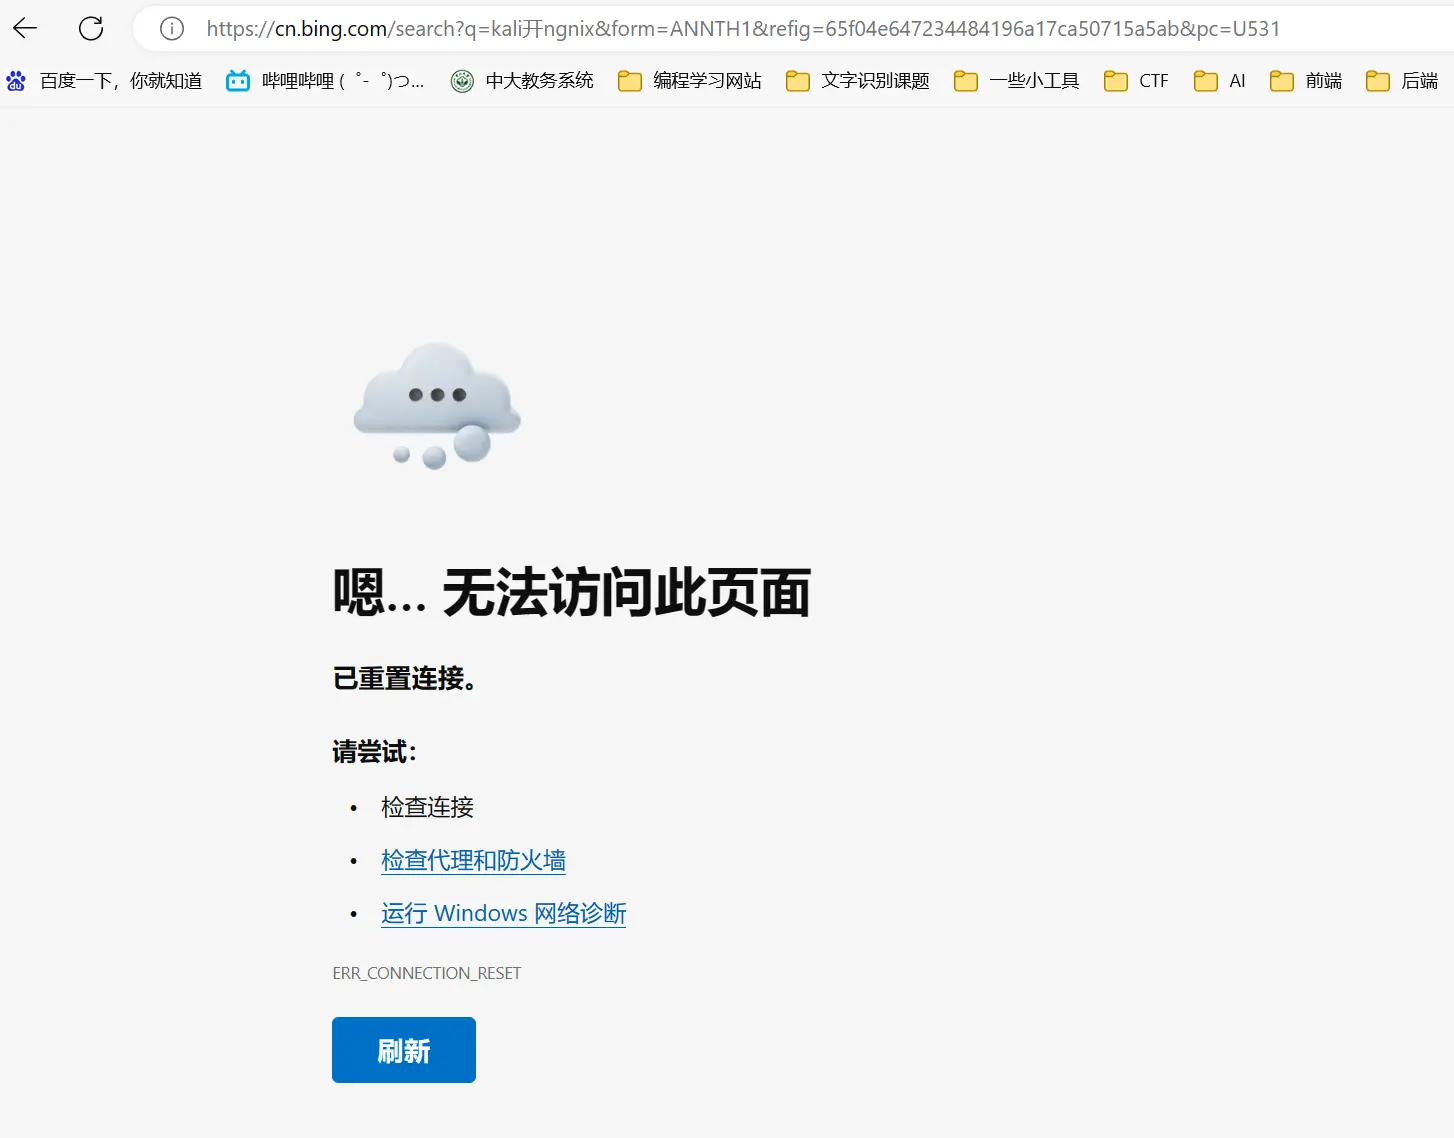 https://cn.bing.com/search?q=kali开ngnix&form=ANNTH1&refig=65f04e647234484196a17ca50715a5ab&pc=U531
百度一下，你就知道 哔哩哔哩 ( ゜- ゜)つ... 中大教务系统 编程学习网站 文字识别课题 一些小工具 CTF AI 前端 后端
嗯... 无法访问此页面
已重置连接。
请尝试：
• 检查连接
• 检查代理和防火墙
• 运行 Windows 网络诊断
ERR_CONNECTION_RESET
刷新